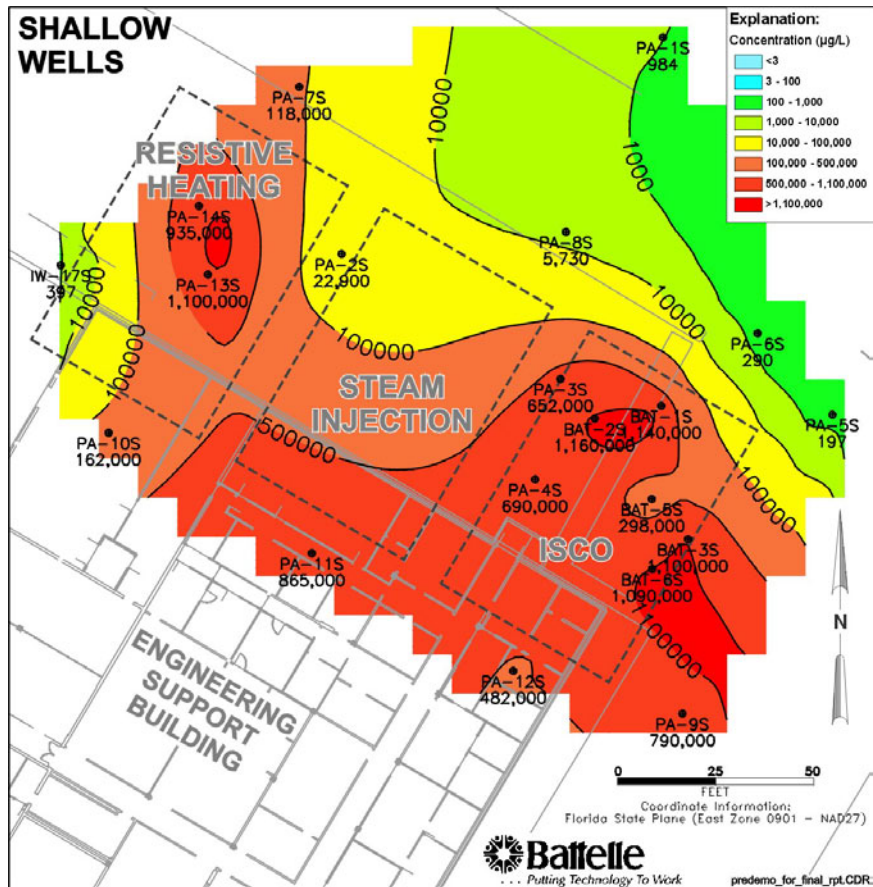 SHALLOW
WELLS
Explanation:
Concentration (µg/L)
<3
3 - 100
100 - 1,000
1,000 - 10,000
10,000 - 100,000
100,000 - 500,000
500,000 - 1,100,000
>1,100,000
PA-1S
984
PA-7S
118,000
10000
1000
RESISTIVE
HEATING
PA-14S
935,000
PA-8S
5,730
PA-2S
22,900
IW-17S
397
10000
PA-13S
1,100,000
100000
100000
10000
PA-6S
290
STEAM
INJECTION
PA-3S
652,000
BAT-1S
BAT-2S
1,160,000
PA-5S
197
PA-10S
162,000
500000
PA-4S
690,000
100000
BAT-5S
298,000
ISCO
BAT-3S
1,100,000
PA-11S
865,000
BAT-6S
1,090,000
ENGINEERING
SUPPORT
BUILDING
PA-12S
482,000
PA-9S
790,000
N
0 25 50
FEET
Coordinate Information:
Florida State Plane (East Zone 0901 - NAD27)
Battelle
... Putting Technology To Work
predemo_for_final_rpt.CDR